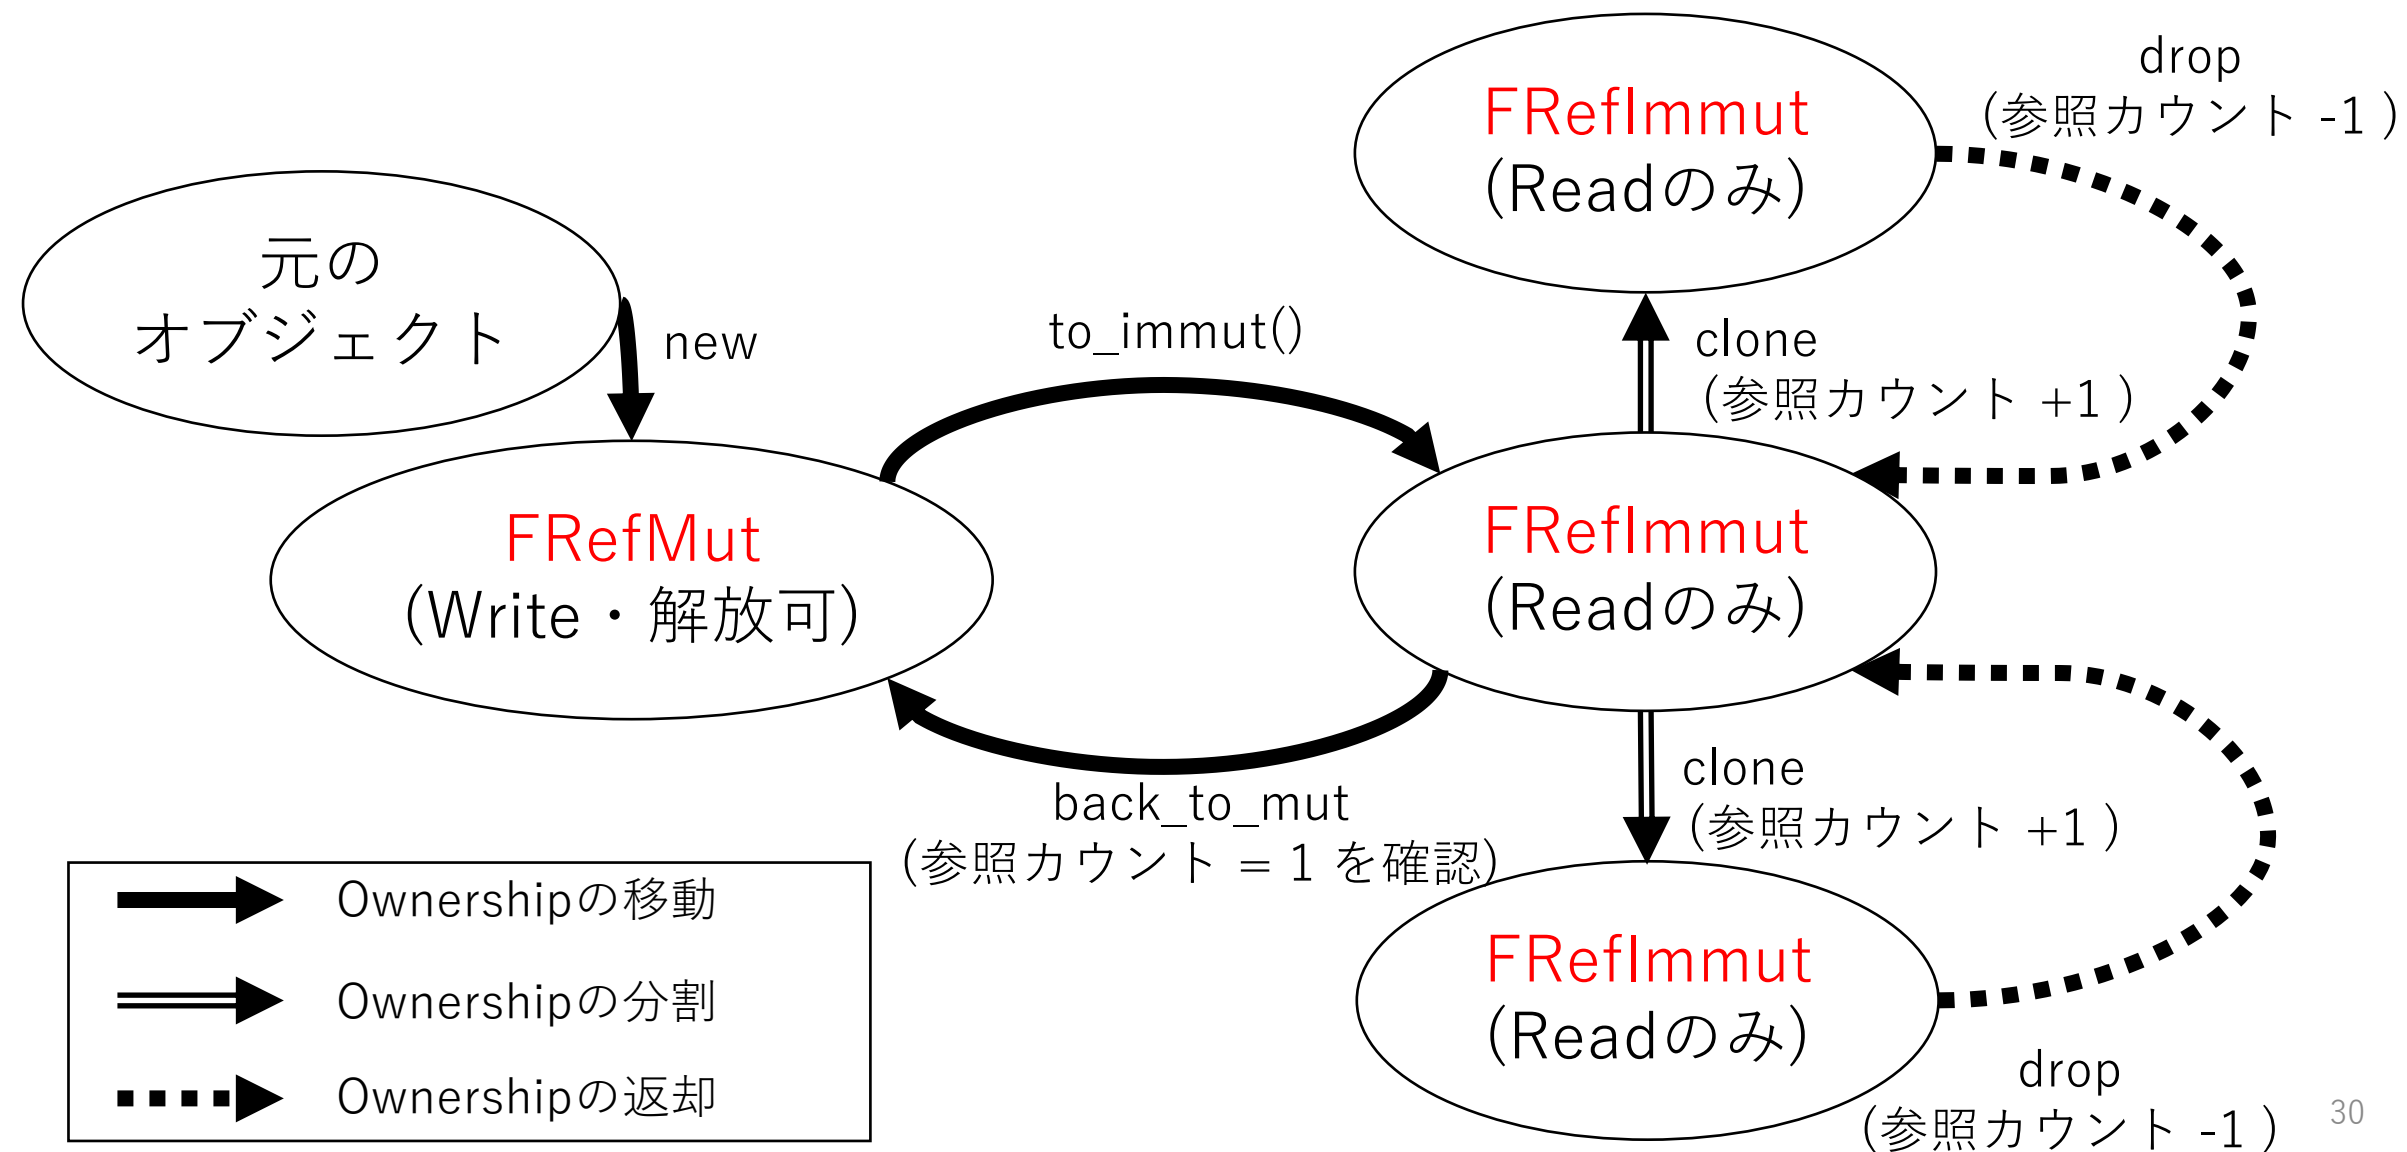 元の
オブジェクト
new
FRefMut
(Write・解放可)
to_immut()
back_to_mut
(参照カウント = 1 を確認)
FRefImmut
(Readのみ)
drop
(参照カウント -1 )
clone
(参照カウント +1 )
FRefImmut
(Readのみ)
clone
(参照カウント +1 )
FRefImmut
(Readのみ)
drop
(参照カウント -1 )
Ownershipの移動
Ownershipの分割
Ownershipの返却
30